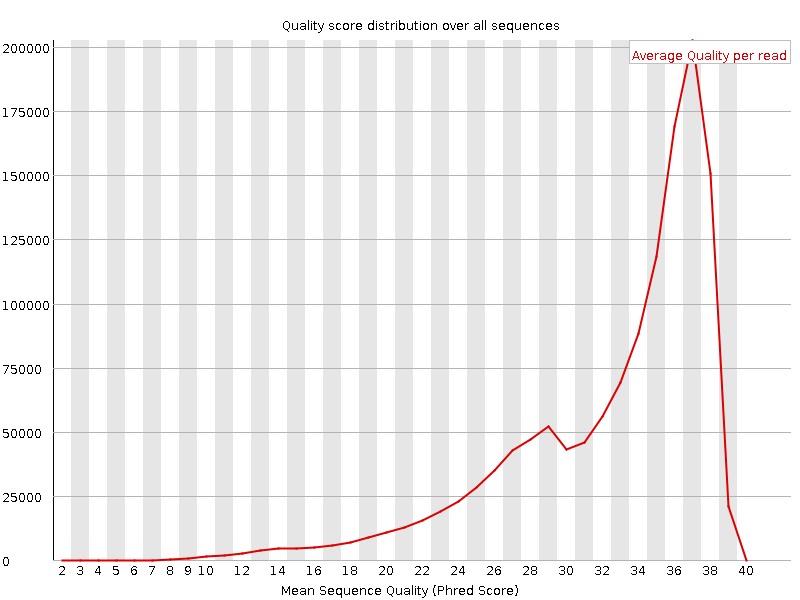 Quality score distribution over all sequences
Average Quality per read
200000
175000
150000
125000
100000
75000
50000
25000
0
2 3 4 5 6 7 8 9 10 12 14 16 18 20 22 24 26 28 30 32 34 36 38 40
Mean Sequence Quality (Phred Score)